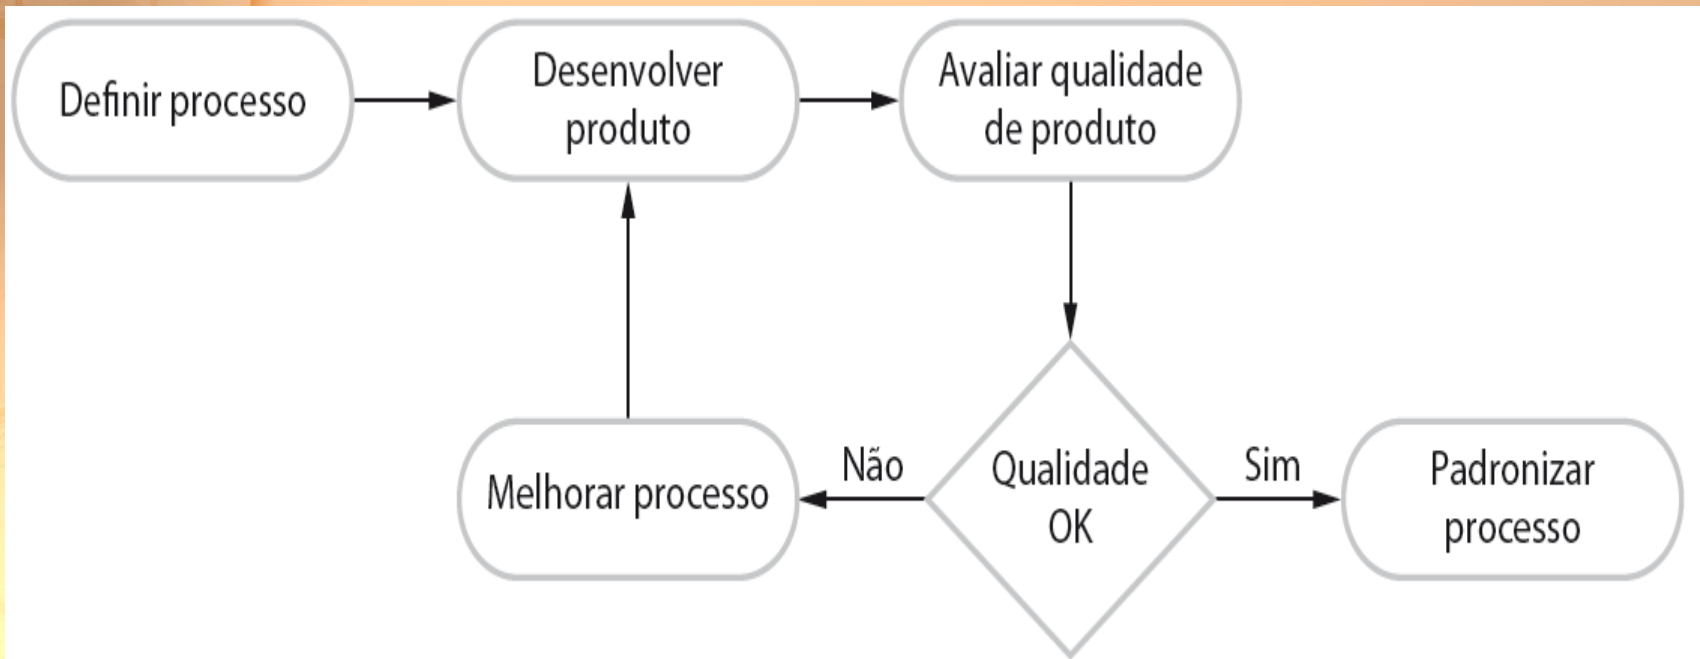 Definir processo
Desenvolver
produto
Avaliar qualidade
de produto
Melhorar processo
Não
Qualidade
OK
Sim
Padronizar
processo